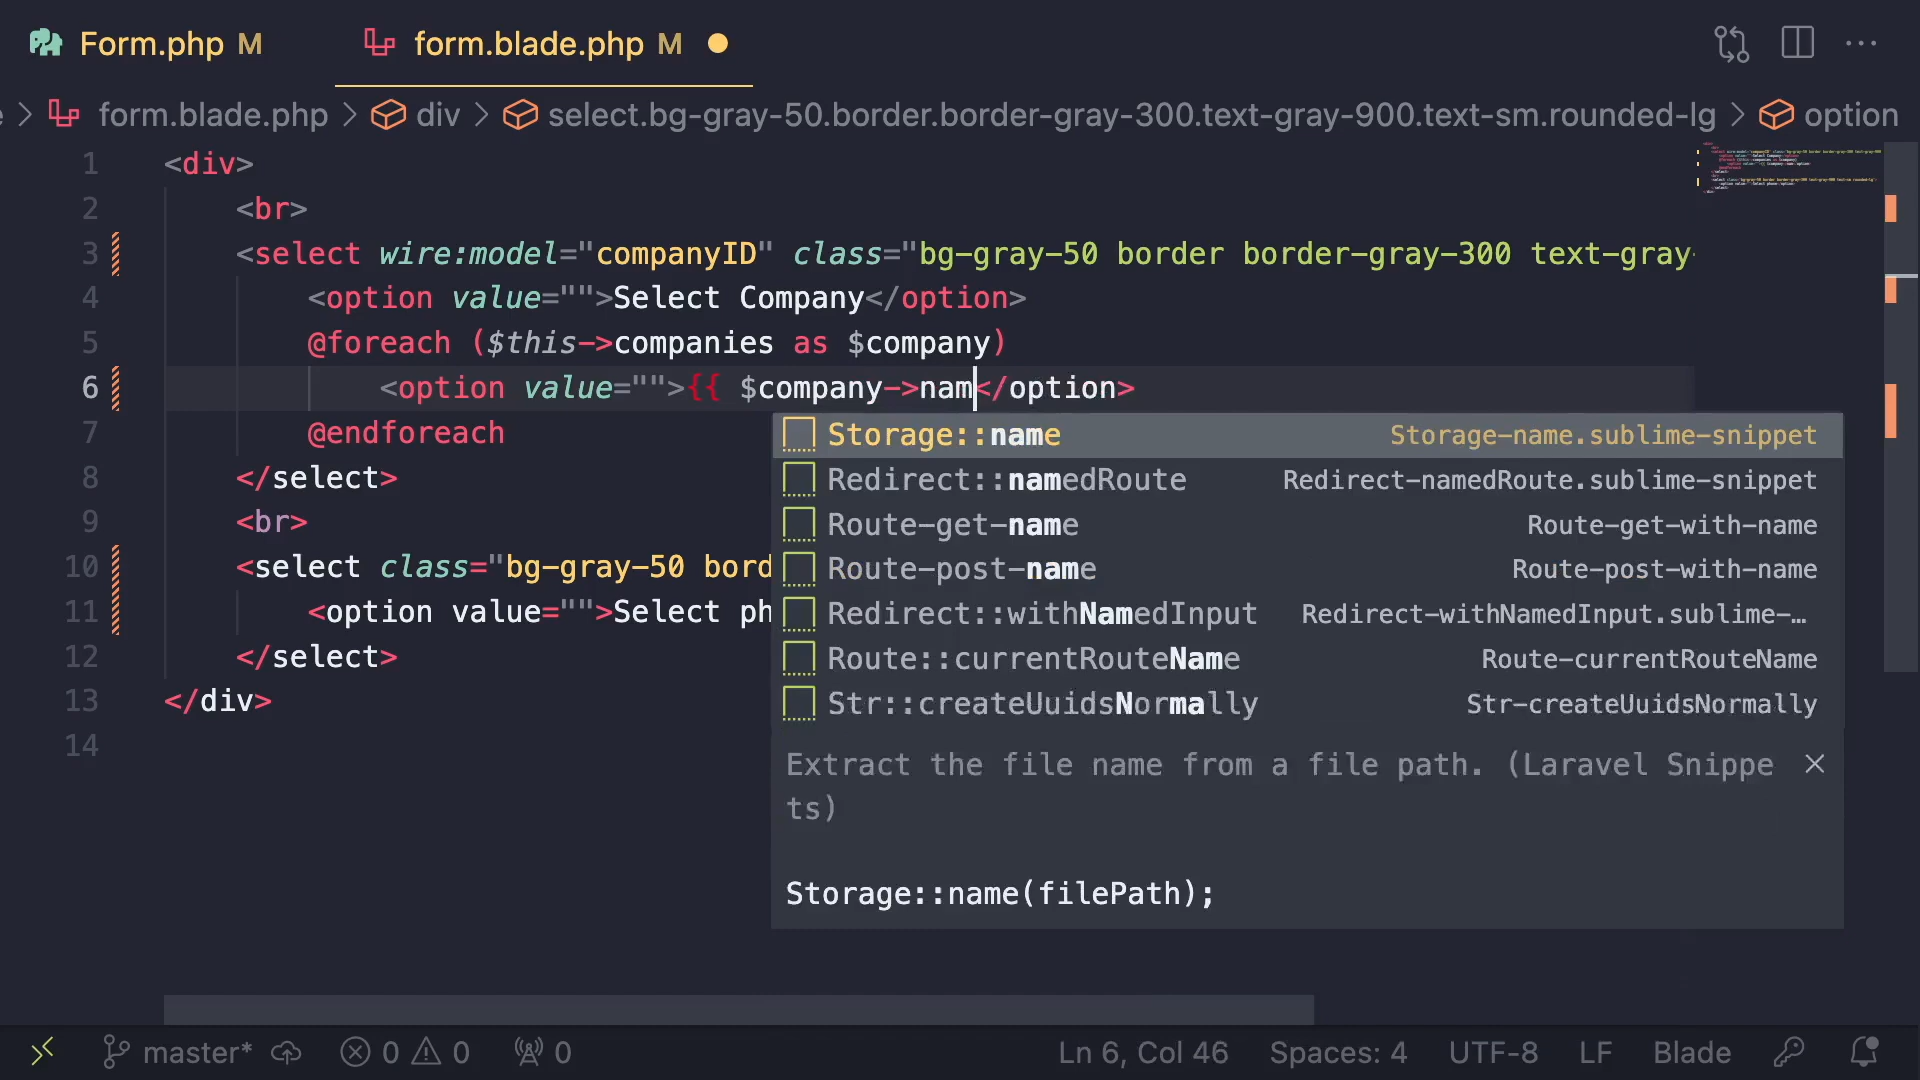 Form.php M form.blade.php M
form.blade.php > div > select.bg-gray-50.border.border-gray-300.text-gray-900.text-sm.rounded-lg > option
1 <div>
2 <br>
3 <select wire:model="companyID" class="bg-gray-50 border border-gray-300 text-gray-
4 <option value="">Select Company</option>
5 @foreach ($this->companies as $company)
6 <option value="">{{ $company->nam</option>
7 @endforeach
8 </select>
9 <br>
10 <select class="bg-gray-50 bord
11 <option value="">Select ph
12 </select>
13 </div>
14
Storage::name Storage-name.sublime-snippet
Redirect::namedRoute Redirect-namedRoute.sublime-snippet
Route-get-name Route-get-with-name
Route-post-name Route-post-with-name
Redirect::withNamedInput Redirect-withNamedInput.sublime-…
Route::currentRouteName Route-currentRouteName
Str::createUuidsNormally Str-createUuidsNormally
Extract the file name from a file path. (Laravel Snippe
ts)
Storage::name(filePath);
master* 0 0 0 Ln 6, Col 46 Spaces: 4 UTF-8 LF Blade